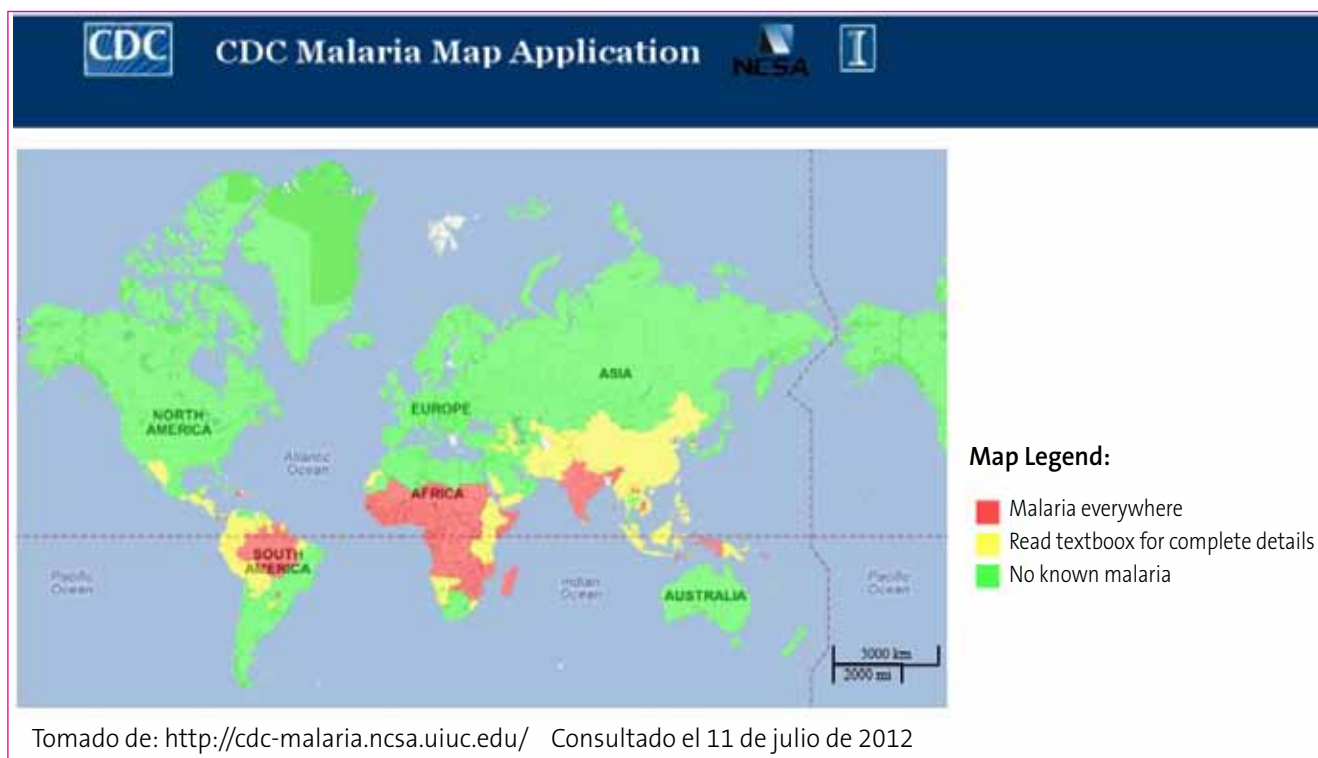 CDC
CDC Malaria Map Application
NCSA
I
ASIA
EUROPE
NORTH
AMERICA
Atlantic
Ocean
AFRICA
SOUTH
AMERICA
Pacific
Ocean
Indian
Ocean
AUSTRALIA
Pacific
Ocean
3000 km
2000 mi
Map Legend:
Malaria everywhere
Read textboox for complete details
No known malaria
Tomado de: http://cdc-malaria.ncsa.uiuc.edu/ Consultado el 11 de julio de 2012